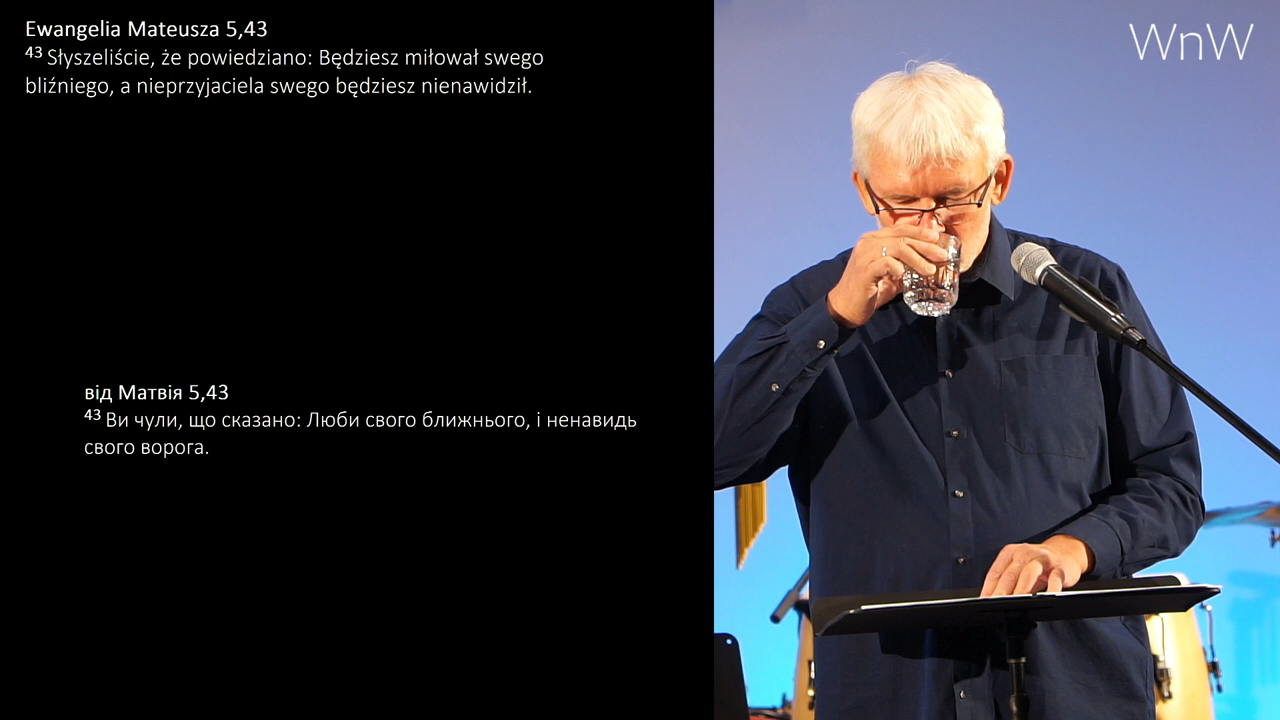 Ewangelia Mateusza 5,43
43 Słyszeliście, że powiedziano: Będziesz miłował swego
bliźniego, a nieprzyjaciela swego będziesz nienawidził.
від Матвія 5,43
43 Ви чули, що сказано: Люби свого ближнього, і ненавидь
свого ворога.
WnW